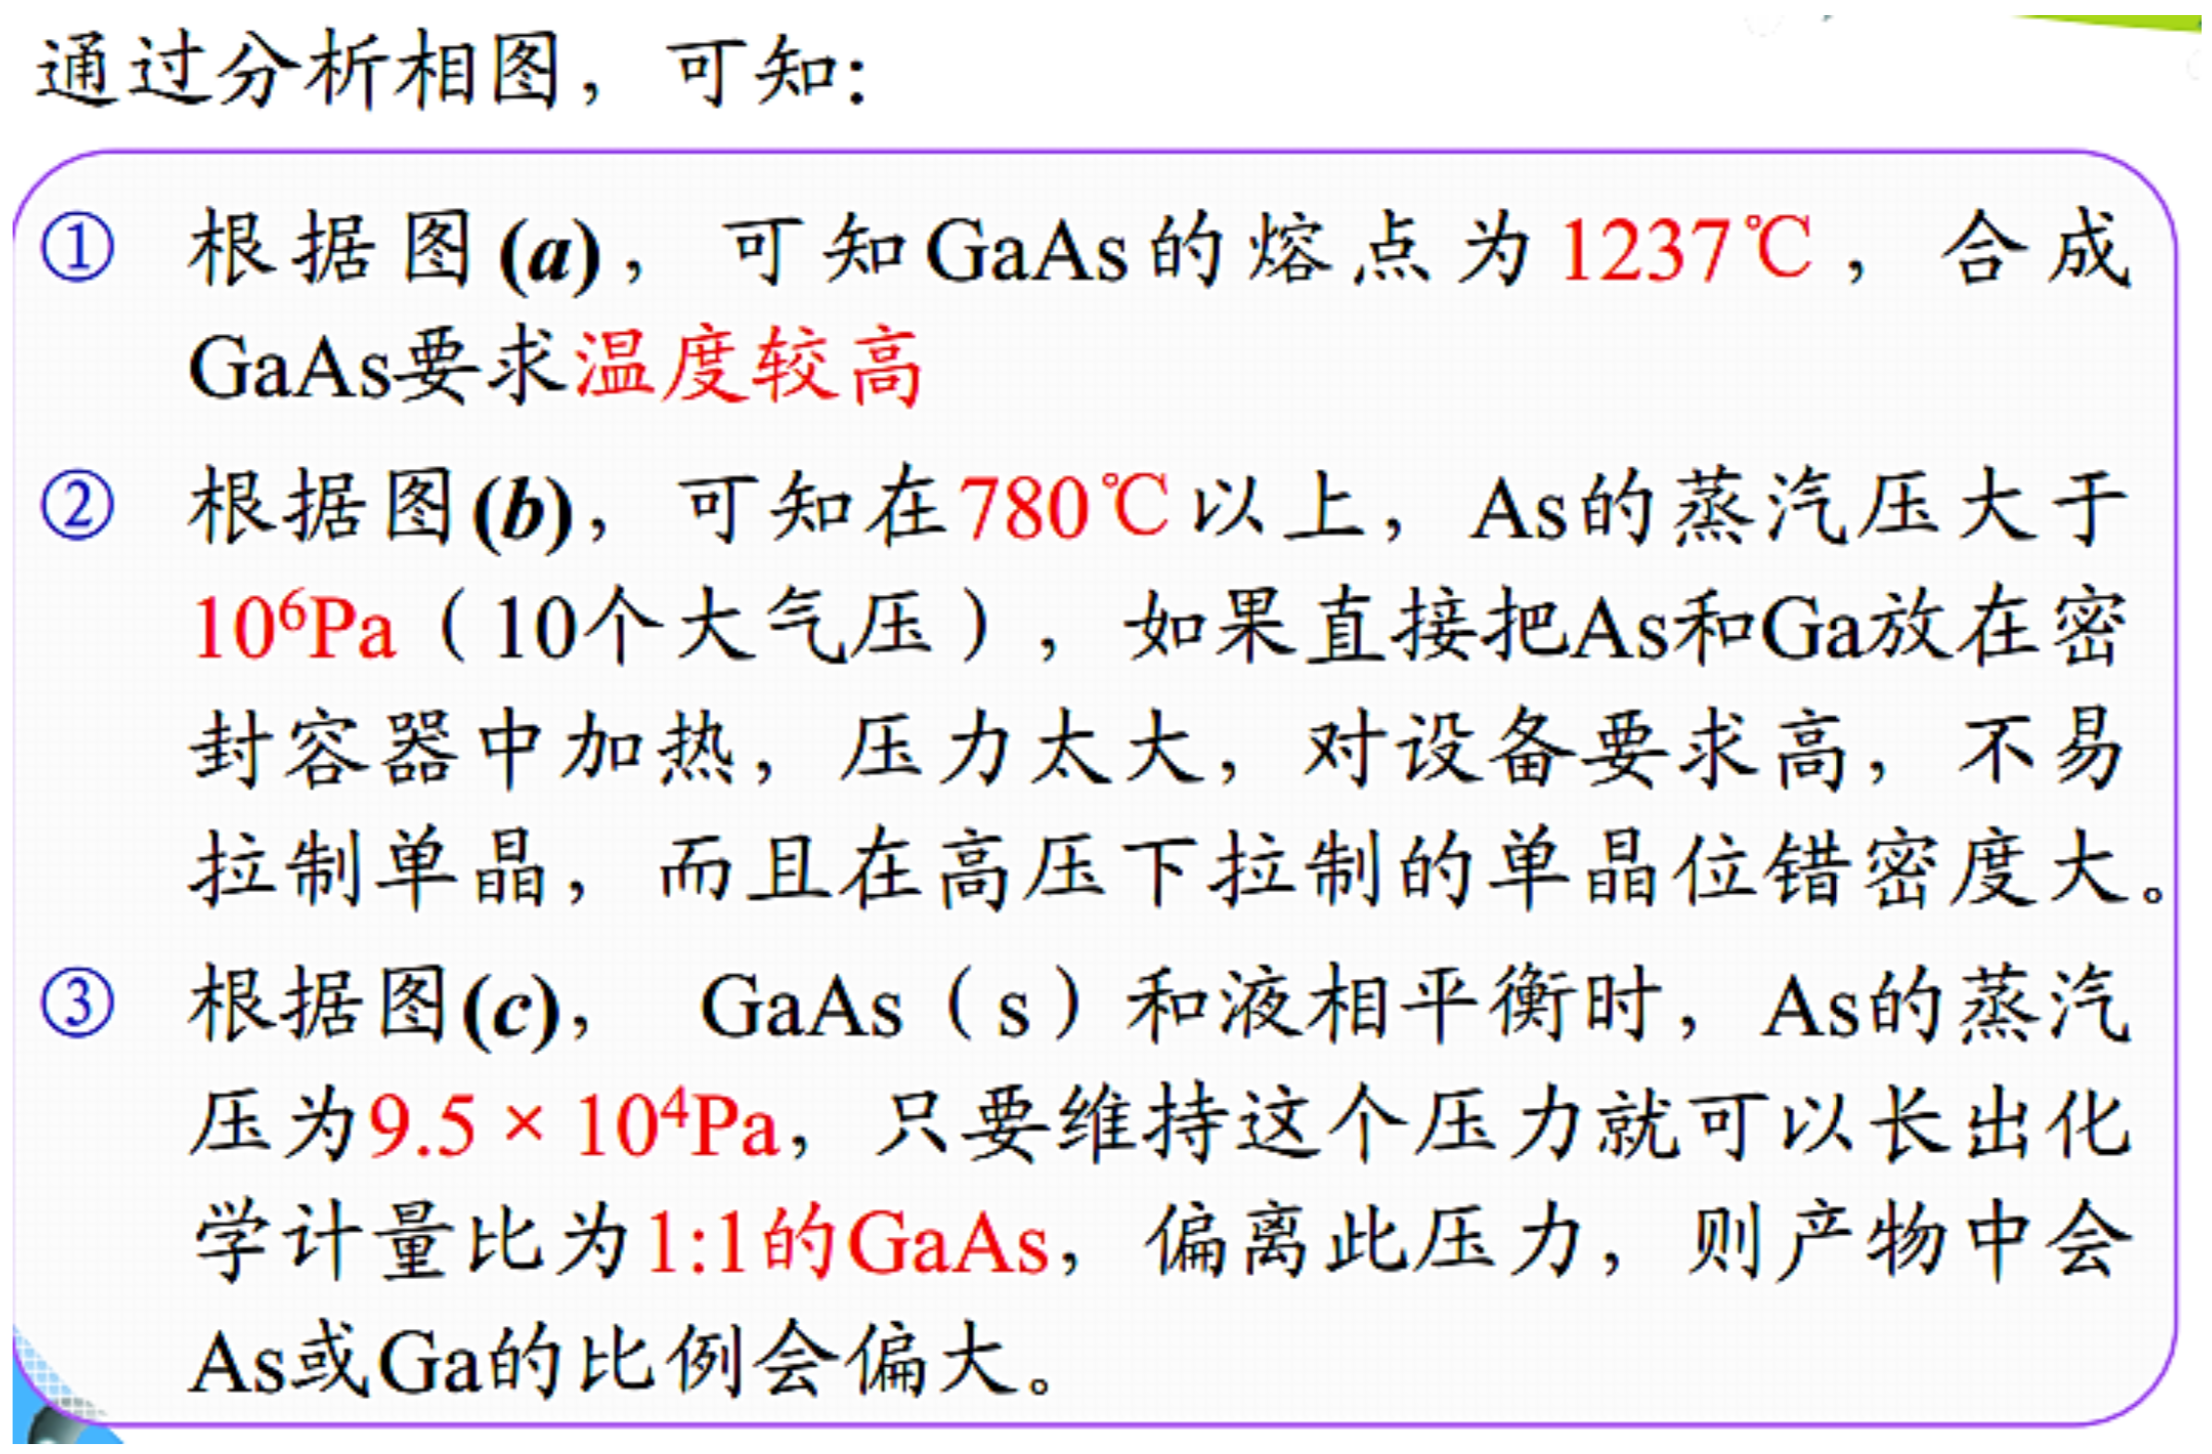 通过分析相图，可知:
① 根据图(a)，可知GaAs的熔点为1237℃，合成
GaAs要求温度较高
② 根据图(b)，可知在780℃以上，As的蒸汽压大于
10⁶Pa（10个大气压），如果直接把As和Ga放在密
封容器中加热，压力太大，对设备要求高，不易
拉制单晶，而且在高压下拉制的单晶位错密度大。
③ 根据图(c)， GaAs（s）和液相平衡时，As的蒸汽
压为9.5×10⁴Pa，只要维持这个压力就可以长出化
学计量比为1:1的GaAs，偏离此压力，则产物中会
As或Ga的比例会偏大。